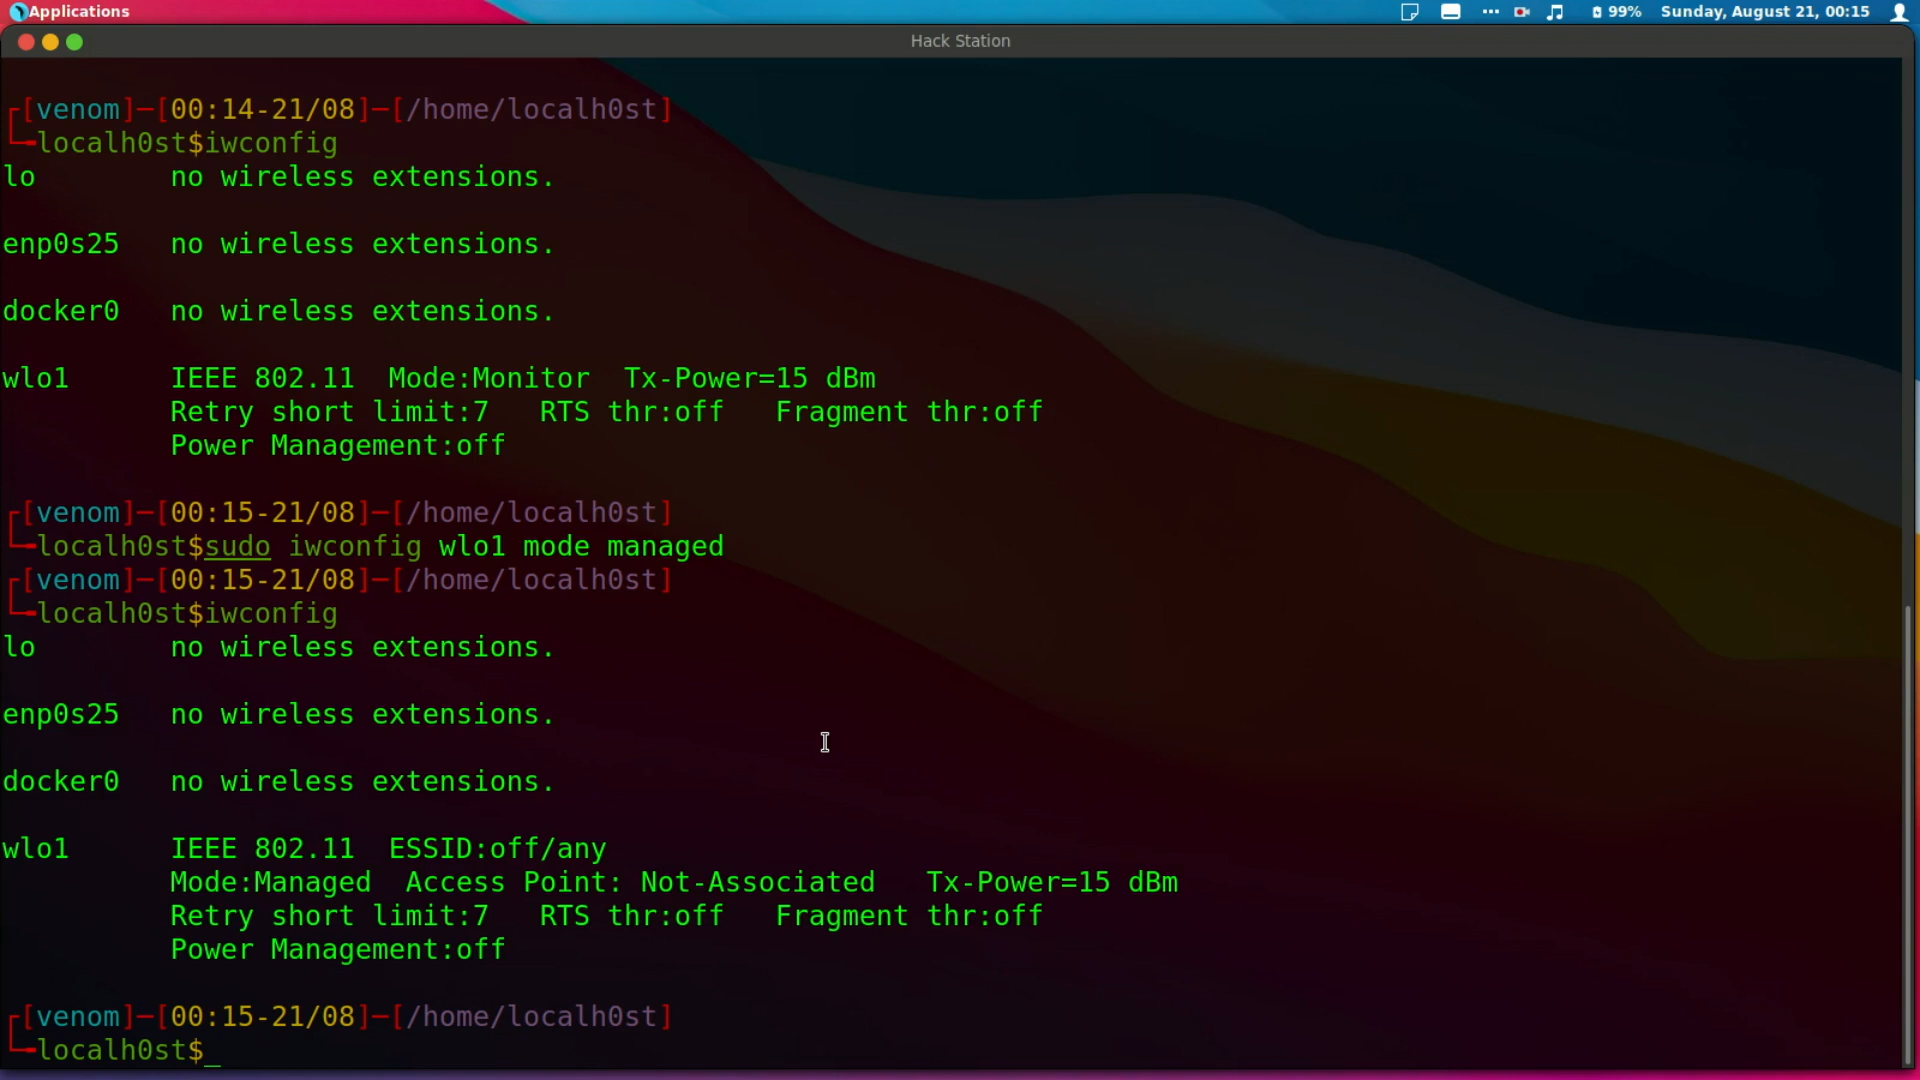 Applications
99%
Sunday, August 21, 00:15
Hack Station
┌[venom]─[00:14-21/08]─[/home/localh0st]
└─localh0st$iwconfig
lo        no wireless extensions.
enp0s25   no wireless extensions.
docker0   no wireless extensions.
wlo1      IEEE 802.11  Mode:Monitor  Tx-Power=15 dBm
          Retry short limit:7   RTS thr:off   Fragment thr:off
          Power Management:off
┌[venom]─[00:15-21/08]─[/home/localh0st]
└─localh0st$sudo iwconfig wlo1 mode managed
┌[venom]─[00:15-21/08]─[/home/localh0st]
└─localh0st$iwconfig
lo        no wireless extensions.
enp0s25   no wireless extensions.
docker0   no wireless extensions.
wlo1      IEEE 802.11  ESSID:off/any
          Mode:Managed  Access Point: Not-Associated   Tx-Power=15 dBm
          Retry short limit:7   RTS thr:off   Fragment thr:off
          Power Management:off
┌[venom]─[00:15-21/08]─[/home/localh0st]
└─localh0st$_